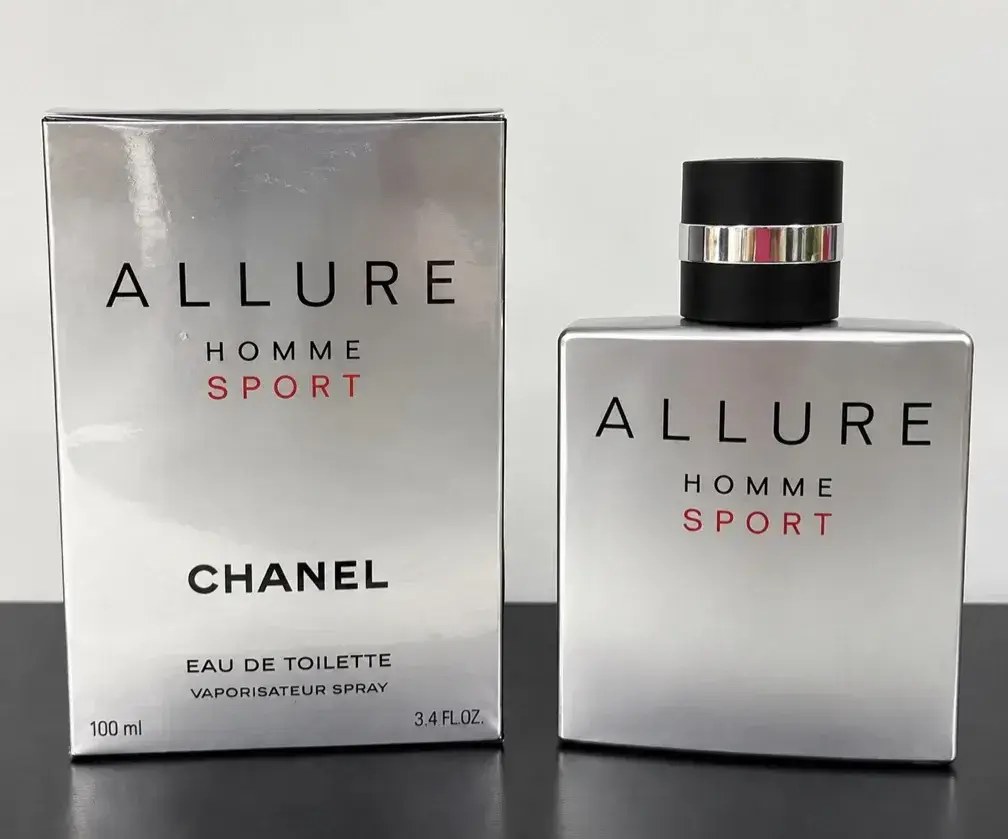 ALLURE
HOMME
SPORT
CHANEL
EAU DE TOILETTE
VAPORISATEUR SPRAY
100 ml
3.4 FL.OZ.
ALLURE
HOMME
SPORT